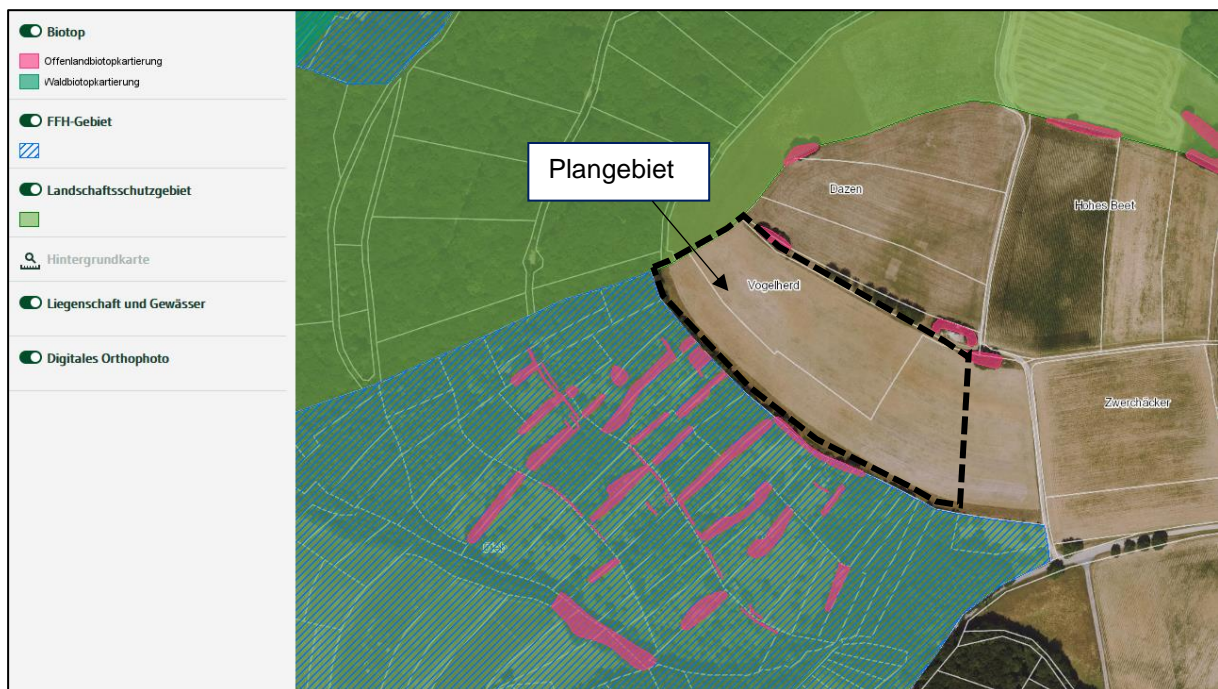 Biotop
Offenlandbiotopkartierung
Waldbiotopkartierung
FFH-Gebiet
Landschaftsschutzgebiet
Hintergrundkarte
Liegenschaft und Gewässer
Digitales Orthophoto
Plangebiet
Dazen
Hohes Beet
Vogelherd
Zwerchäcker